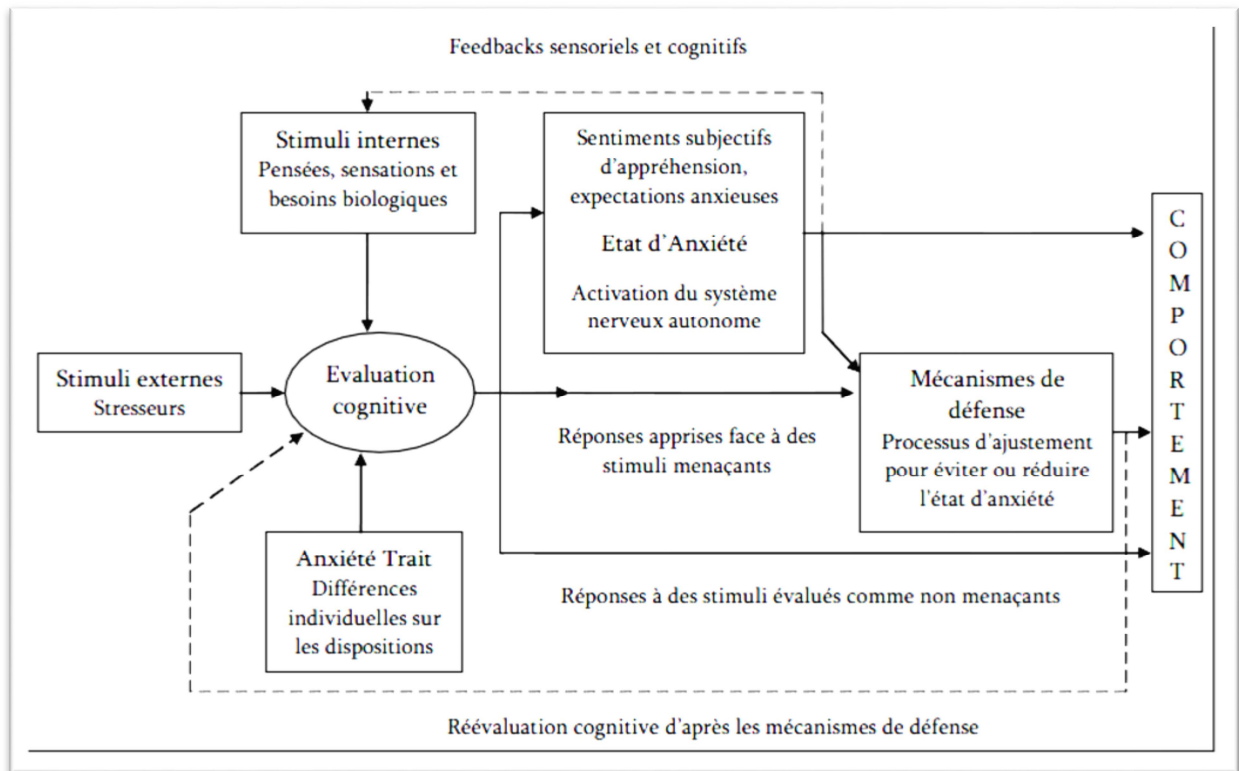 Feedbacks sensoriels et cognitifs
Stimuli internes
Pensées, sensations et
besoins biologiques
Sentiments subjectifs
d'appréhension,
expectations anxieuses
Etat d'Anxiété
Activation du système
nerveux autonome
Stimuli externes
Stresseurs
Evaluation
cognitive
Réponses apprises face à des
stimuli menaçants
Mécanismes de
défense
Processus d'ajustement
pour éviter ou réduire
l'état d'anxiété
Anxiété Trait
Différences
individuelles sur
les dispositions
Réponses à des stimuli évalués comme non menaçants
COMPORTEMENT
Réévaluation cognitive d'après les mécanismes de défense